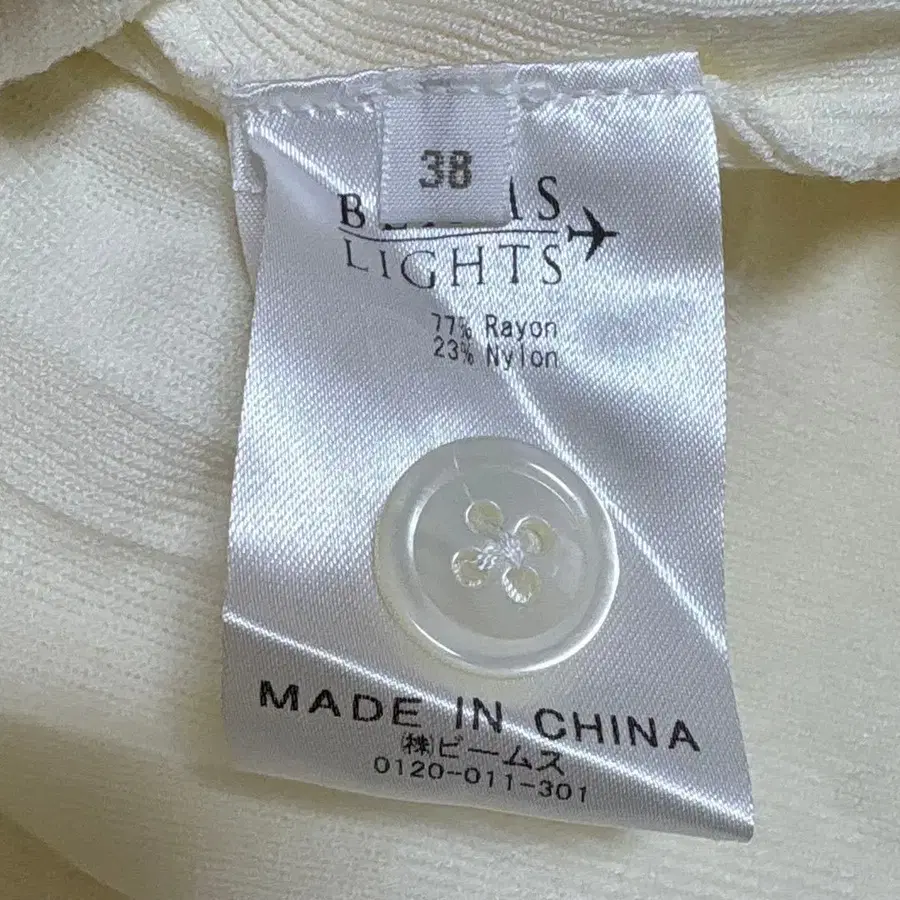 38
LiGHTS
77% Rayon
23% Nylon
MADE IN CHINA
㈱ビームス
0120-011-301